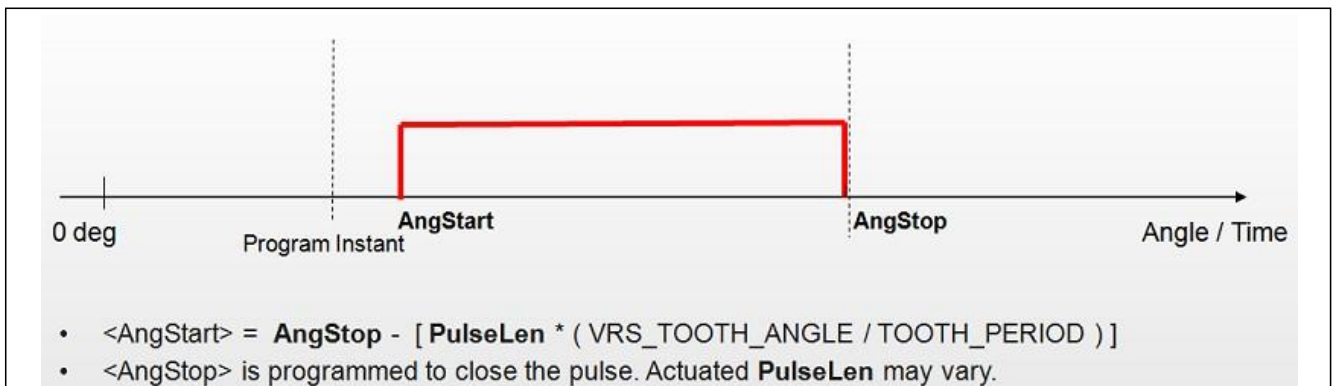 0 deg
Program Instant
AngStart
AngStop
Angle / Time
• <AngStart> = AngStop - [ PulseLen * ( VRS_TOOTH_ANGLE / TOOTH_PERIOD ) ]
• <AngStop> is programmed to close the pulse. Actuated PulseLen may vary.